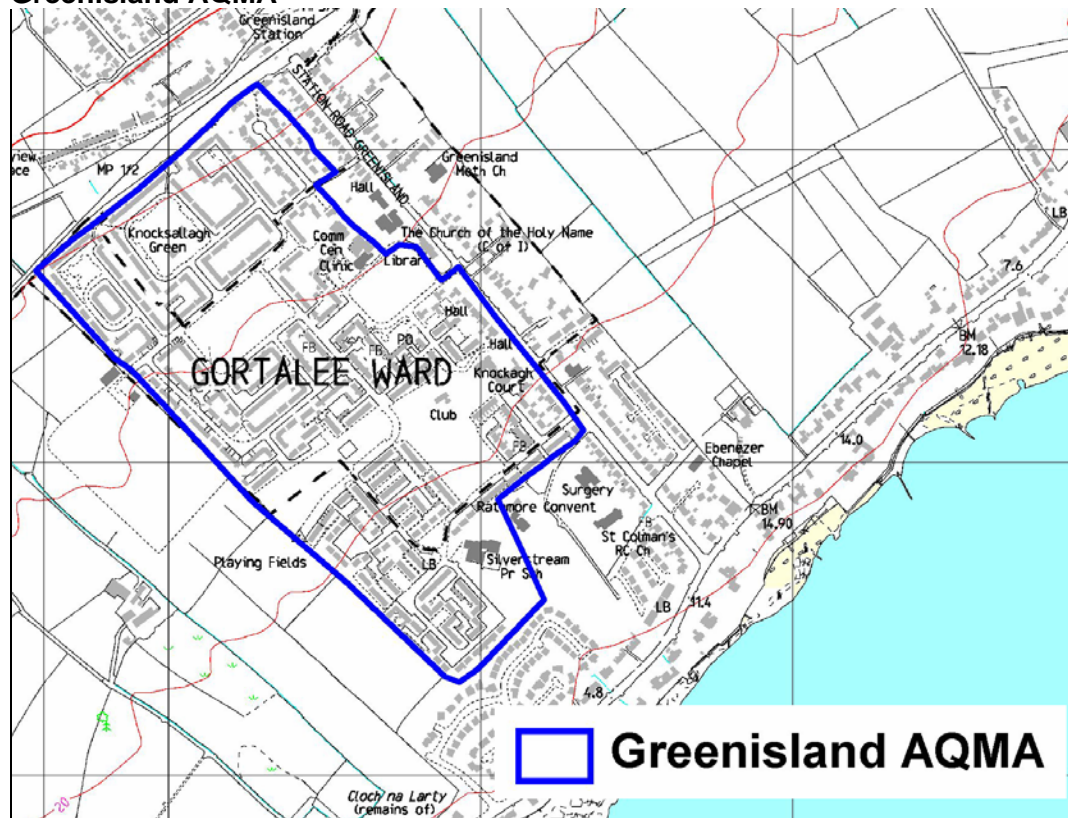 Greenisland AQMA
Greenisland
Station
STATION ROAD GREENISLAND
view
ace
MP 1/2
Greenisland
Meth Ch
Hall
Knocksallagh
Green
Comm
Cen
Clinic
The Church of the Holy Name
(C of I)
Library
LB
7.6
Hall
BM
12.18
FB
FB
PO
Hall
GORTALEE WARD
Knockagh
Court
Club
14.0
FB
Ebenezer
Chapel
Surgery
Rathmore Convent
BM
14.90
FB
St Colman's
RC Ch
Playing Fields
LB
Silverstream
Pr Sch
LB
11.4
4.8
Greenisland AQMA
Cloch na Larty
(remains of)
20